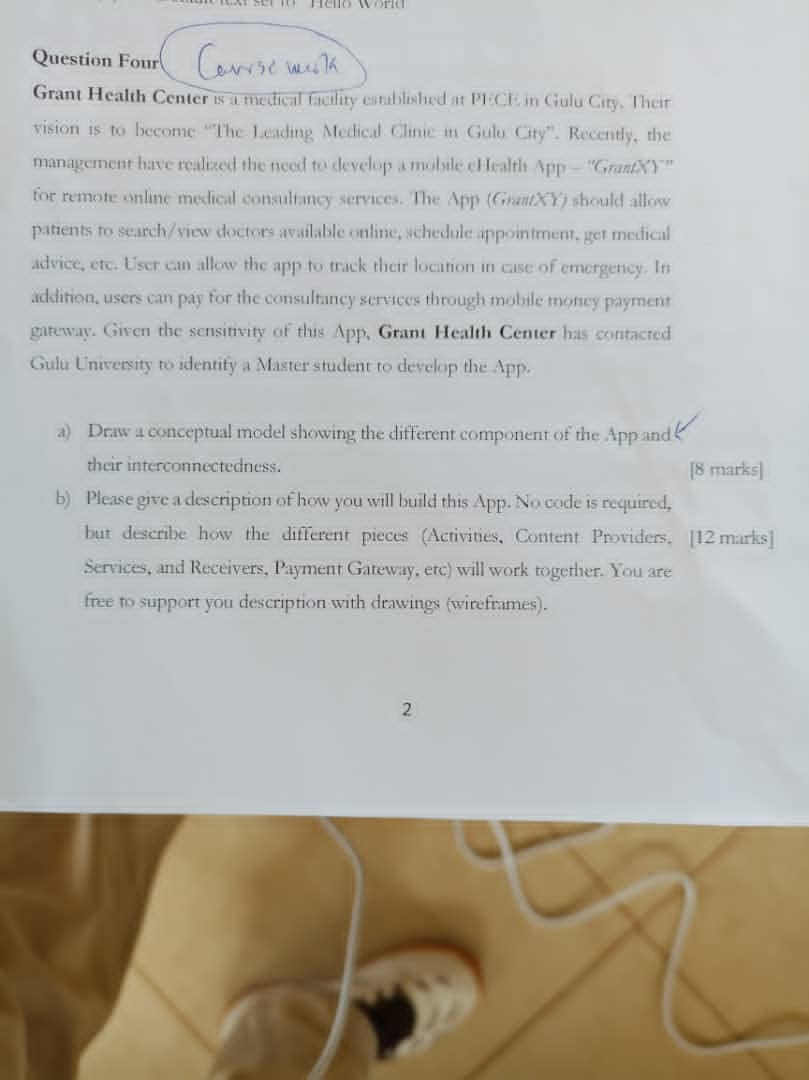 text set to "Hello World
Question Four
Course work
Grant Health Center is a medical facility established at PECE in Gulu City. Their
vision is to become "The Leading Medical Clinic in Gulu City". Recently, the
management have realized the need to develop a mobile eHealth App – "GrantXY"
for remote online medical consultancy services. The App (GrantXY) should allow
patients to search/view doctors available online, schedule appointment, get medical
advice, etc. User can allow the app to track their location in case of emergency. In
addition, users can pay for the consultancy services through mobile money payment
gateway. Given the sensitivity of this App, Grant Health Center has contacted
Gulu University to identify a Master student to develop the App.
a) Draw a conceptual model showing the different component of the App and
their interconnectedness. [8 marks]
b) Please give a description of how you will build this App. No code is required,
but describe how the different pieces (Activities, Content Providers, [12 marks]
Services, and Receivers, Payment Gateway, etc) will work together. You are
free to support you description with drawings (wireframes).
2